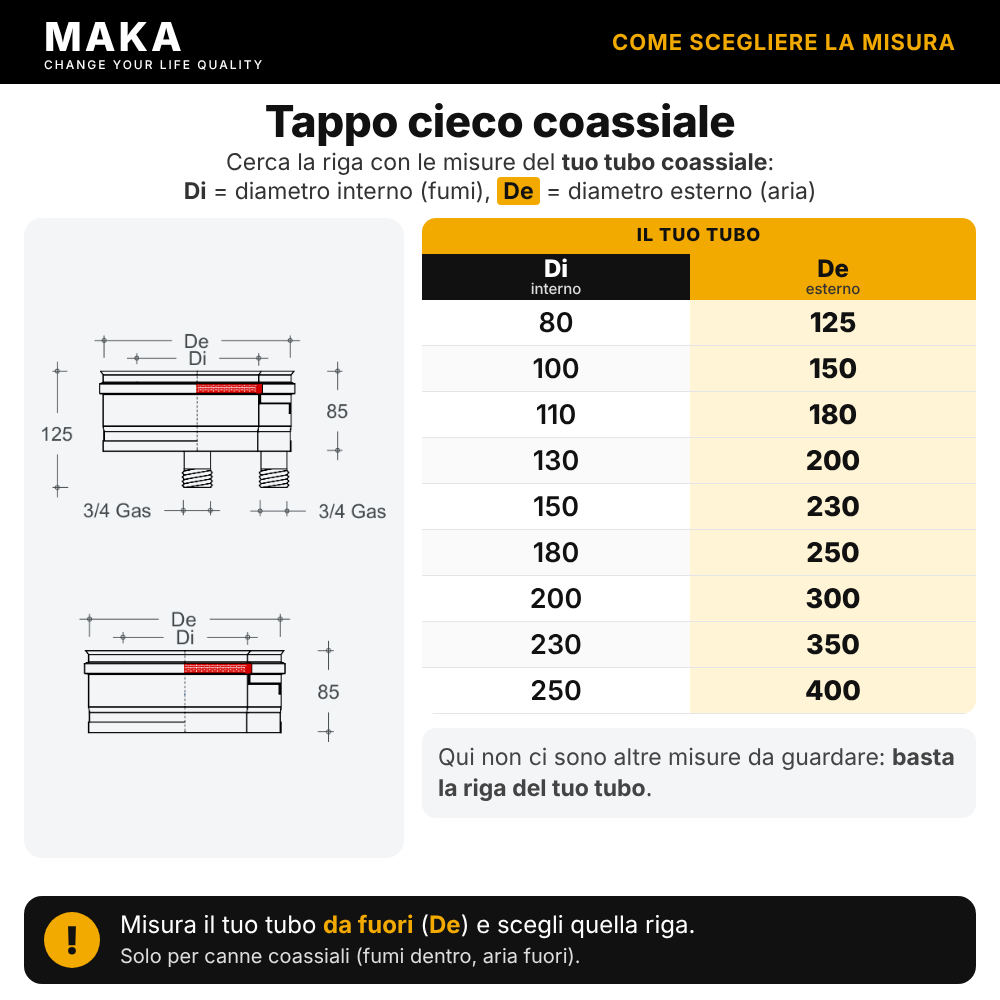 MAKA
CHANGE YOUR LIFE QUALITY
COME SCEGLIERE LA MISURA
Tappo cieco coassiale
Cerca la riga con le misure del tuo tubo coassiale:
Di = diametro interno (fumi), De = diametro esterno (aria)
De
Di
125
85
3/4 Gas
3/4 Gas
De
Di
85
IL TUO TUBO
Di De
interno esterno
80 125
100 150
110 180
130 200
150 230
180 250
200 300
230 350
250 400
Qui non ci sono altre misure da guardare: basta
la riga del tuo tubo.
!
Misura il tuo tubo da fuori (De) e scegli quella riga.
Solo per canne coassiali (fumi dentro, aria fuori).